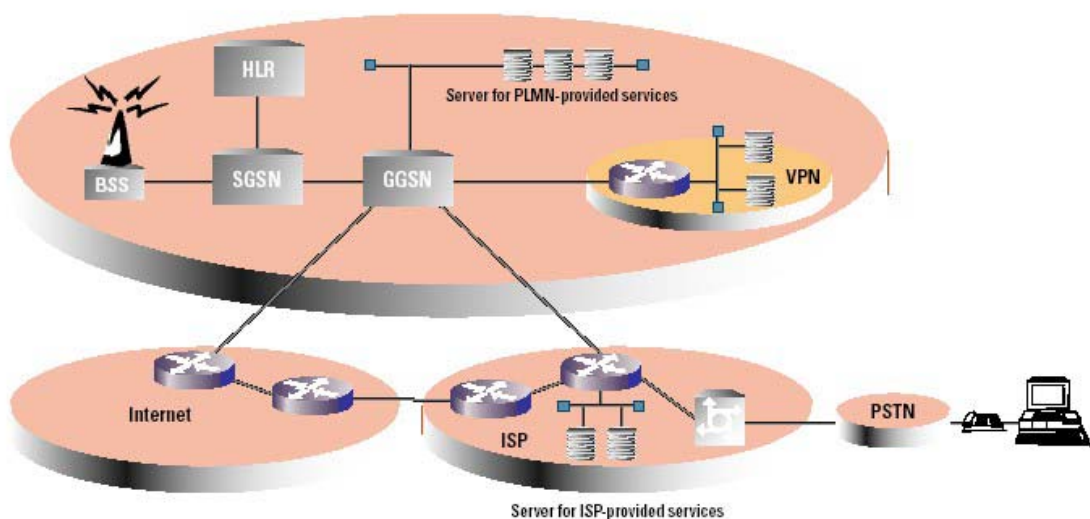 HLR
Server for PLMN-provided services
BSS
SGSN
GGSN
VPN
Internet
ISP
PSTN
Server for ISP-provided services